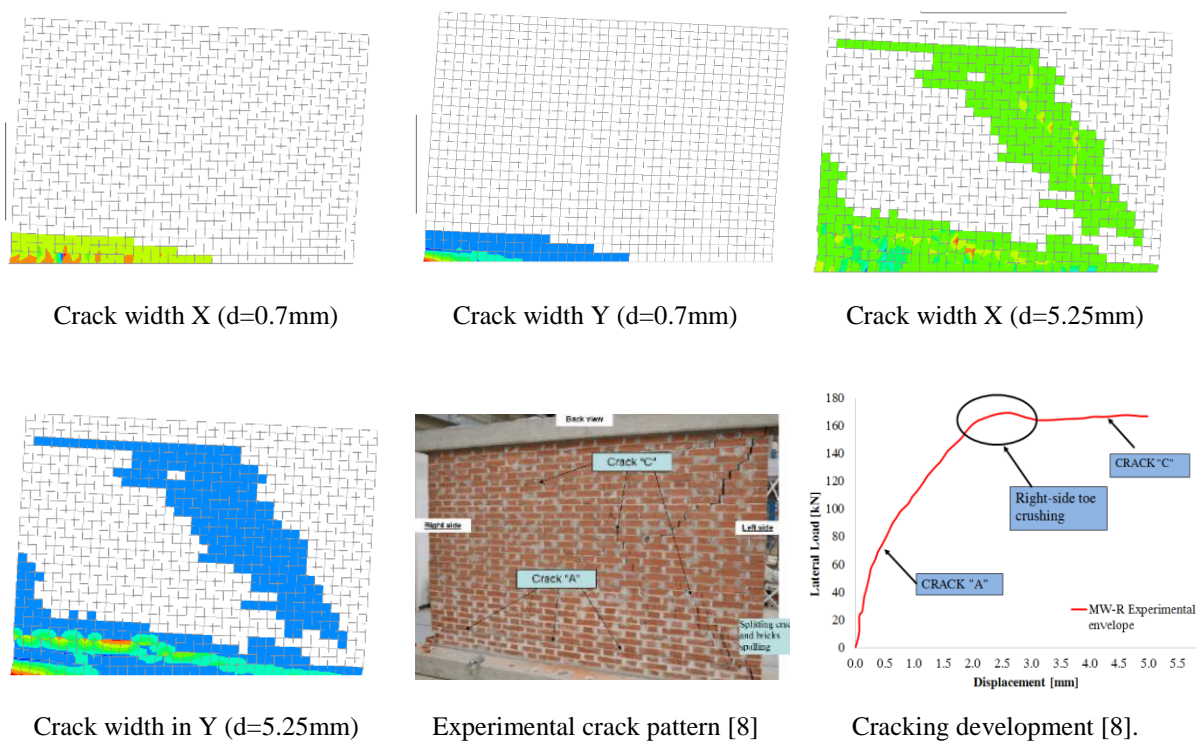 Crack width X (d=0.7mm)
Crack width Y (d=0.7mm)
Crack width X (d=5.25mm)
Crack width in Y (d=5.25mm)
Back view
Crack "C"
Right side
Left side
Crack "A"
Splitting crac
and bricks
spalling
Experimental crack pattern [8]
Lateral Load [kN]
180
160
140
120
100
80
60
40
20
0
CRACK "C"
Right-side toe
crushing
CRACK "A"
MW-R Experimental
envelope
0.0 0.5 1.0 1.5 2.0 2.5 3.0 3.5 4.0 4.5 5.0
Displacement [mm]
Cracking development [8].